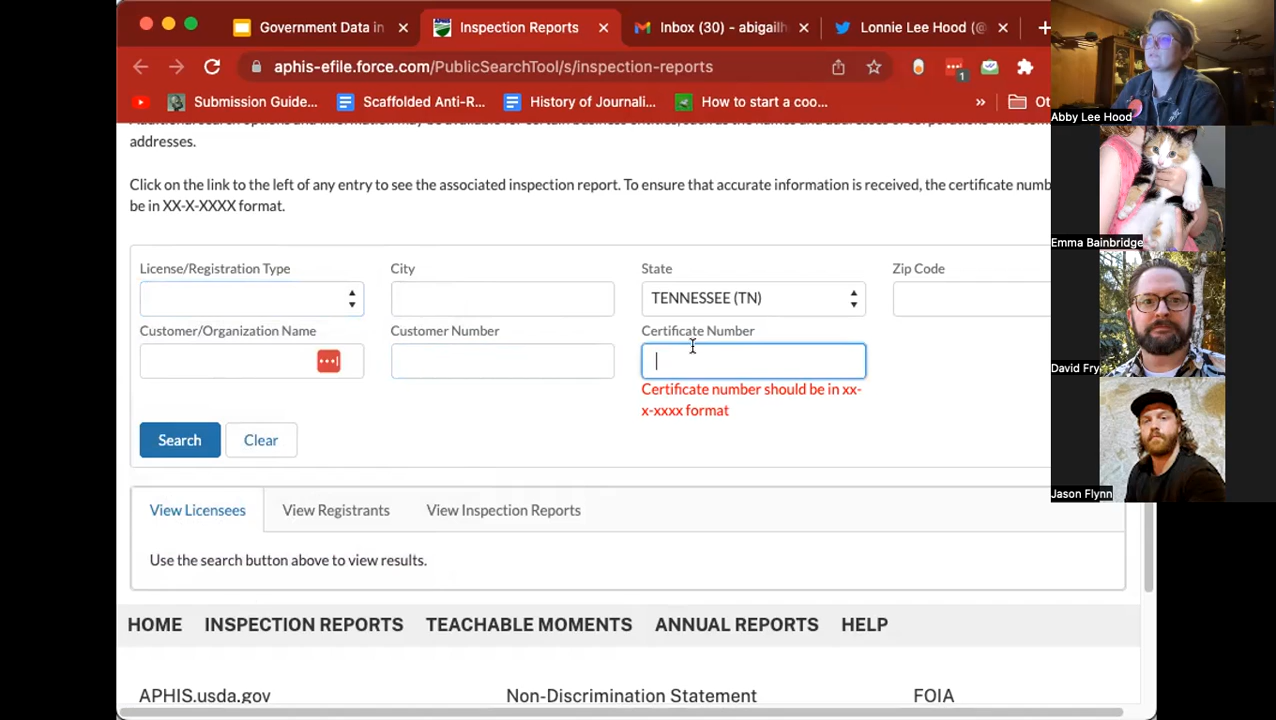 Government Data in
Inspection Reports
Inbox (30) - abigailh
Lonnie Lee Hood (@
aphis-efile.force.com/PublicSearchTool/s/inspection-reports
1
Submission Guide...
Scaffolded Anti-R...
History of Journali...
How to start a coo...
»
Ot
addresses.
Click on the link to the left of any entry to see the associated inspection report. To ensure that accurate information is received, the certificate numb
be in XX-X-XXXX format.
License/Registration Type
City
State
Zip Code
TENNESSEE (TN)
Customer/Organization Name
Customer Number
Certificate Number
Certificate number should be in xx-
x-xxxx format
Search
Clear
View Licensees
View Registrants
View Inspection Reports
Use the search button above to view results.
HOME
INSPECTION REPORTS
TEACHABLE MOMENTS
ANNUAL REPORTS
HELP
APHIS.usda.gov
Non-Discrimination Statement
FOIA
Abby Lee Hood
Emma Bainbridge
David Fry
Jason Flynn